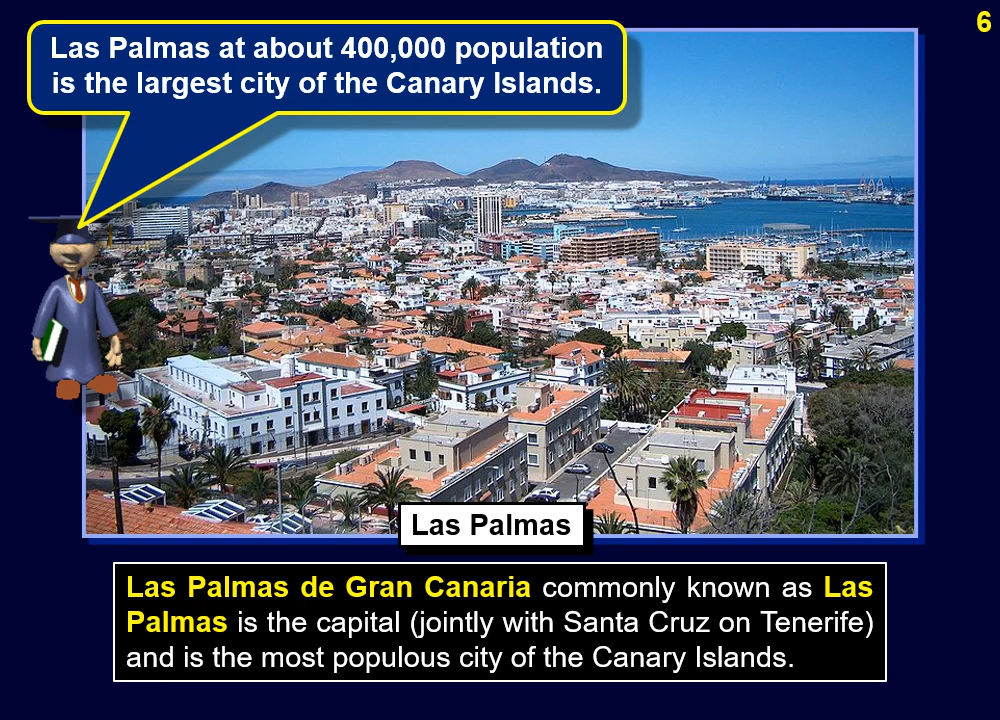 6
Las Palmas at about 400,000 population
is the largest city of the Canary Islands.
Las Palmas
Las Palmas de Gran Canaria commonly known as Las
Palmas is the capital (jointly with Santa Cruz on Tenerife)
and is the most populous city of the Canary Islands.